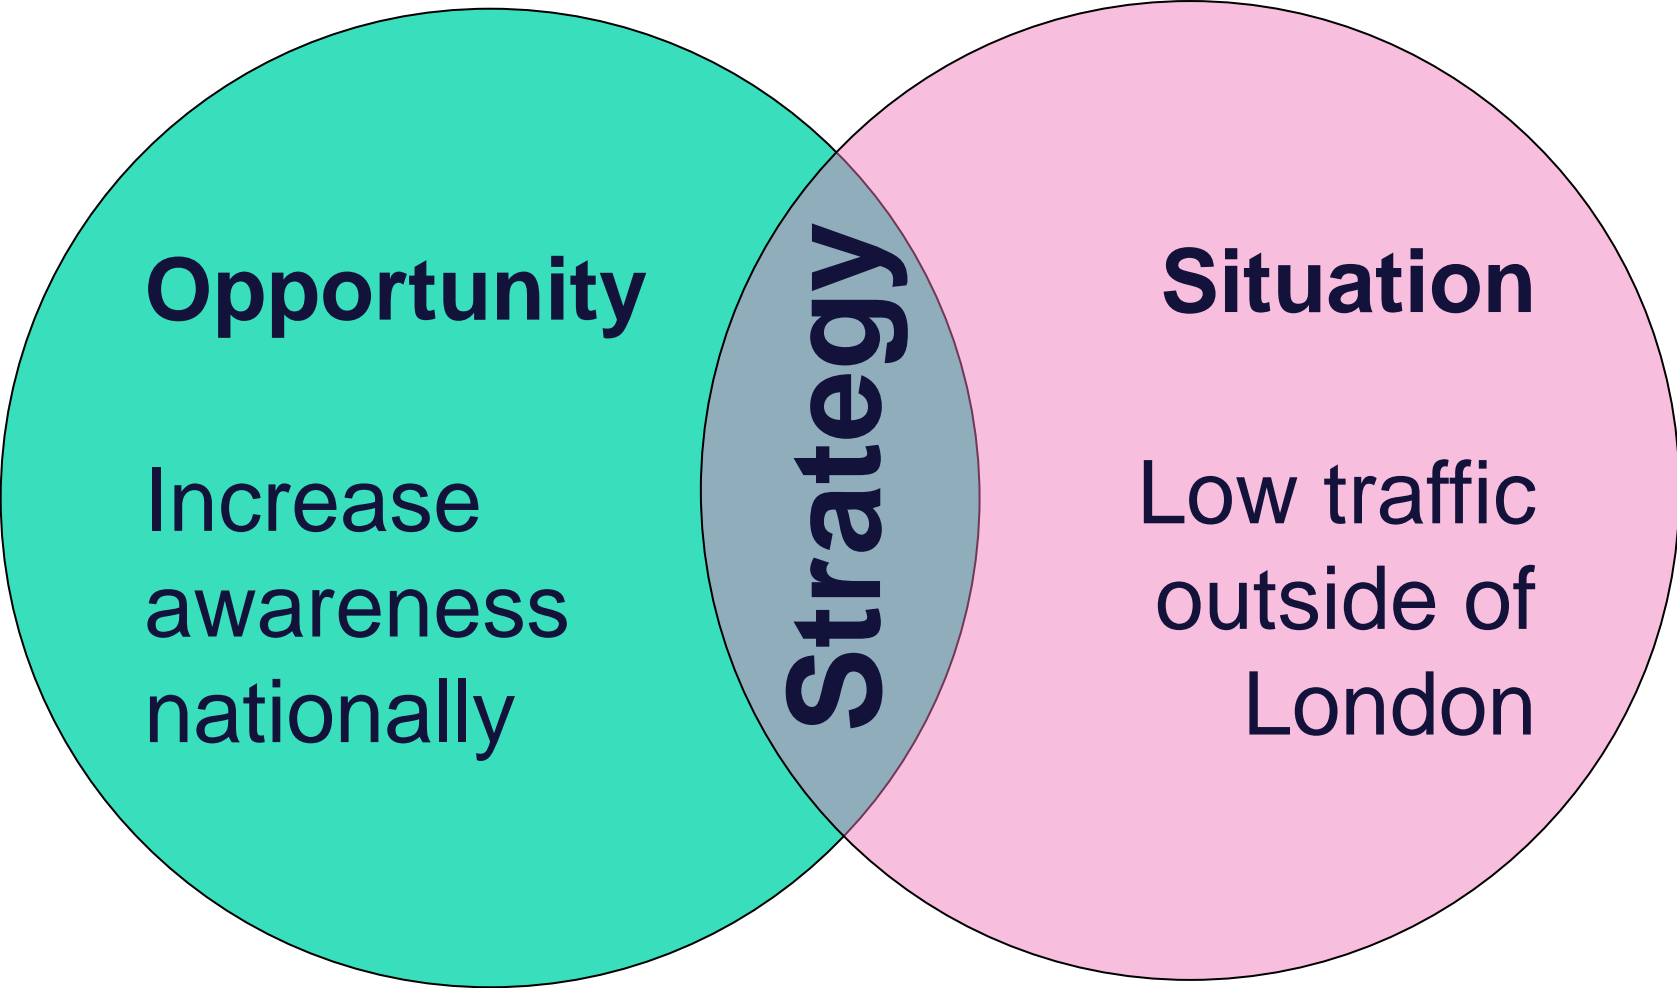 Opportunity
Increase
awareness
nationally
Strategy
Situation
Low traffic
outside of
London